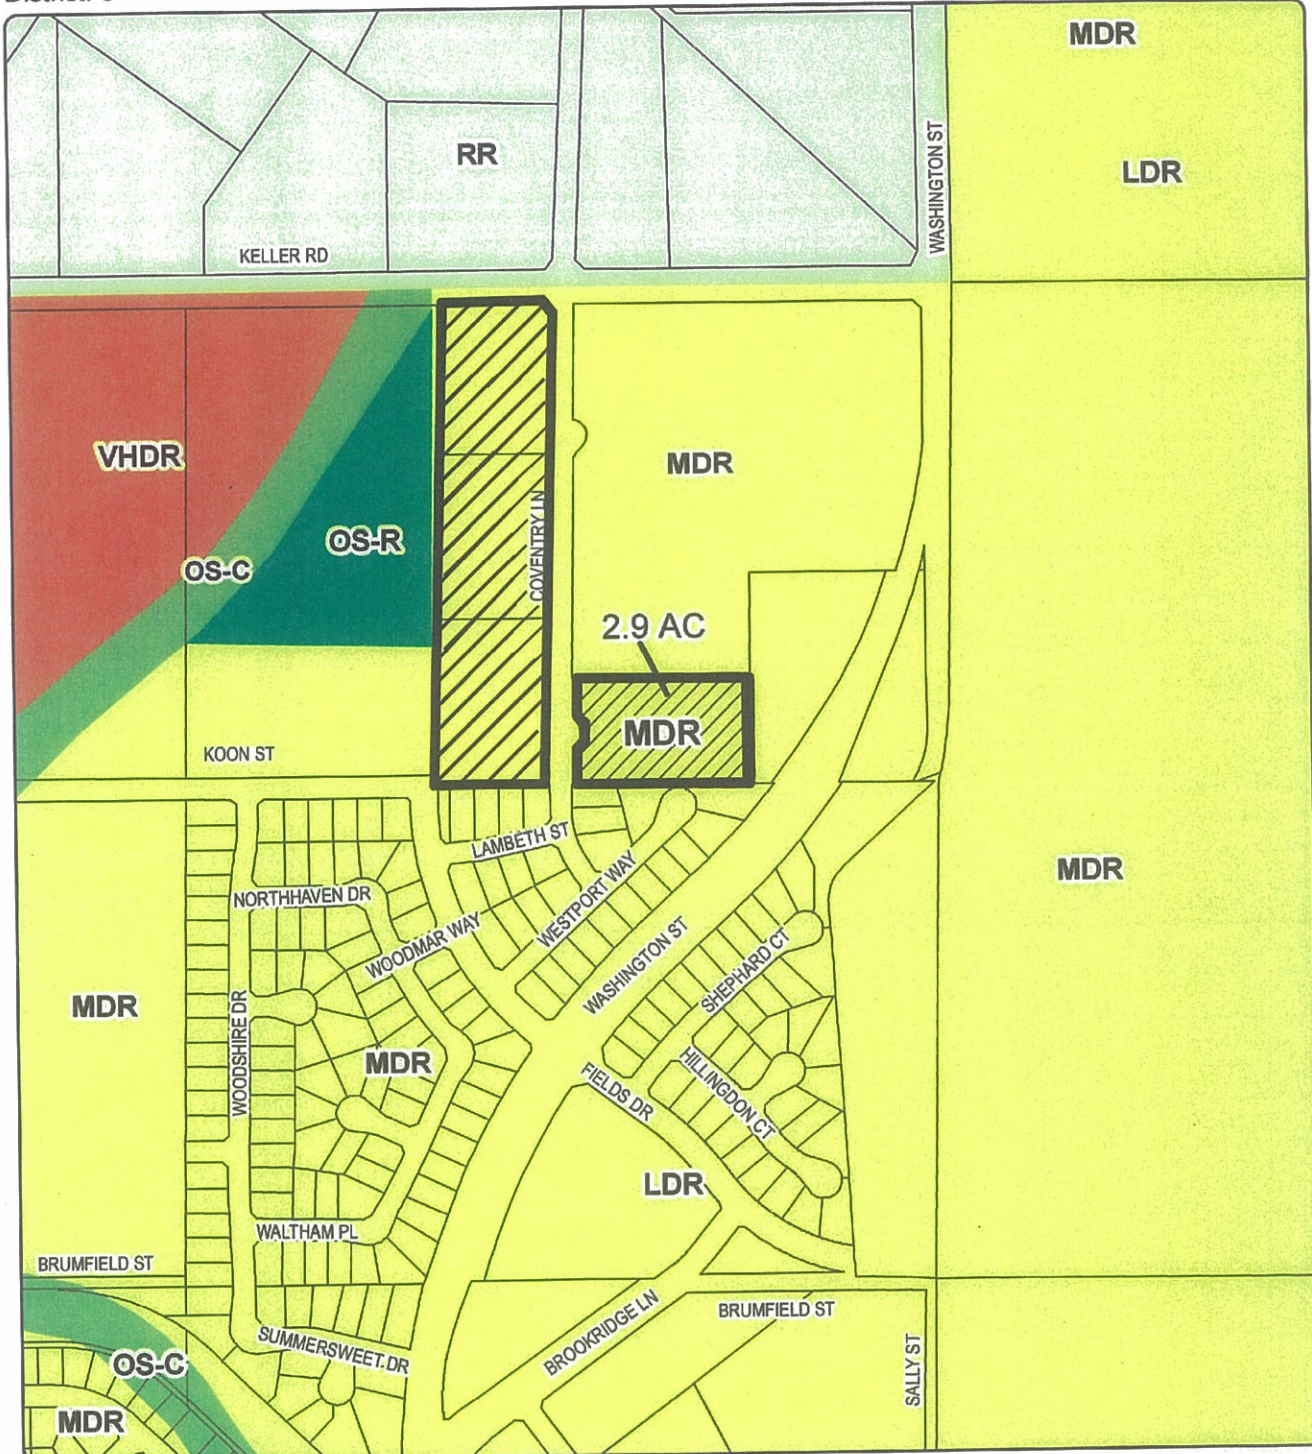 MDR
LDR
WASHINGTON ST
RR
KELLER RD
VHDR
MDR
OS-R
OS-C
COVENTRY LN
2.9 AC
MDR
KOON ST
LAMBETH ST
WESTPORT WAY
NORTHHAVEN DR
WOODMAR WAY
WASHINGTON ST
SHEPHARD CT
MDR
MDR
WOODSHIRE DR
MDR
FIELDS DR
HILLINGDON CT
LDR
WALTHAM PL
BRUMFIELD ST
BRUMFIELD ST
BROOKRIDGE LN
SUMMERSWEET DR
SALLY ST
OS-C
MDR